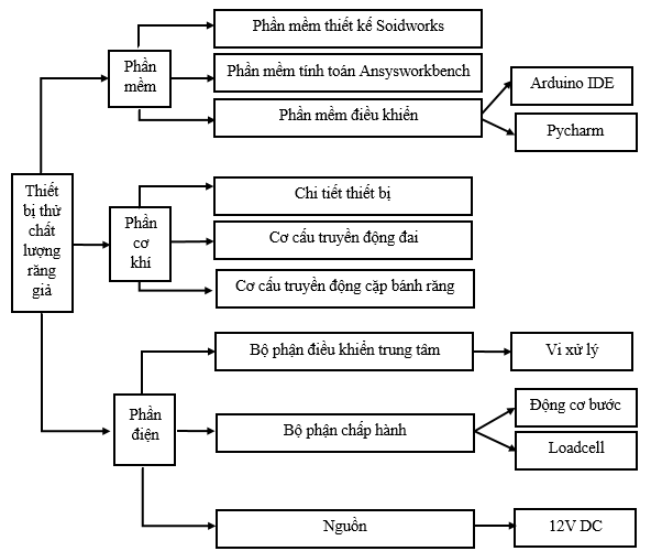 Thiết
bị thử
chất
lượng
răng
giả
Phần
mềm
Phần mềm thiết kế Soidworks
Phần mềm tính toán Ansysworkbench
Phần mềm điều khiển
Arduino IDE
Pycharm
Phần
cơ
khí
Chi tiết thiết bị
Cơ cấu truyền động đai
Cơ cấu truyền động cặp bánh răng
Phần
điện
Bộ phận điều khiển trung tâm
Vi xử lý
Bộ phận chấp hành
Động cơ bước
Loadcell
Nguồn
12V DC